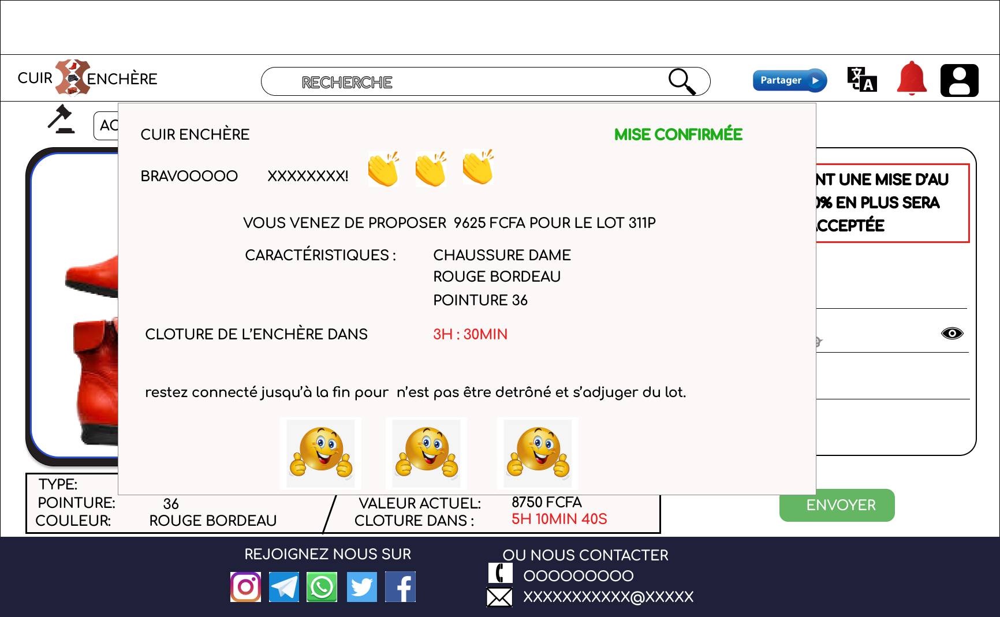 CUIR ENCHÈRE
RECHERCHE
Partager
文 A
CUIR ENCHÈRE
MISE CONFIRMÉE
BRAVOOOOO XXXXXXXX!
NT UNE MISE D’AU
0% EN PLUS SERA
CCEPTÉE
VOUS VENEZ DE PROPOSER 9625 FCFA POUR LE LOT 311P
CARACTÉRISTIQUES : CHAUSSURE DAME
ROUGE BORDEAU
POINTURE 36
CLOTURE DE L’ENCHÈRE DANS 3H : 30MIN
restez connecté jusqu’à la fin pour n’est pas être detrôné et s’adjuger du lot.
TYPE:
POINTURE: 36
COULEUR: ROUGE BORDEAU
VALEUR ACTUEL: 8750 FCFA
CLOTURE DANS : 5H 10MIN 40S
ENVOYER
REJOIGNEZ NOUS SUR
OU NOUS CONTACTER
OOOOOOOOO
XXXXXXXXXXX@XXXXX